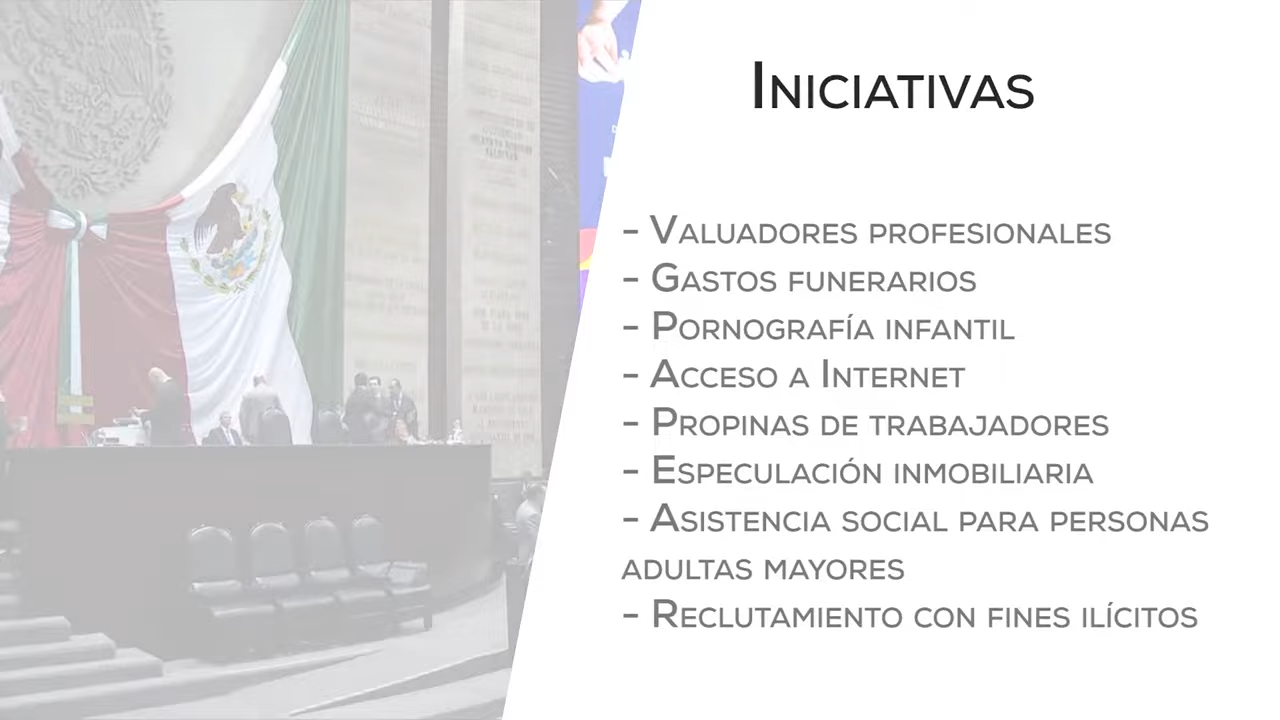 Iniciativas
- Valuadores profesionales
- Gastos funerarios
- Pornografía infantil
- Acceso a Internet
- Propinas de trabajadores
- Especulación inmobiliaria
- Asistencia social para personas
adultas mayores
- Reclutamiento con fines ilícitos